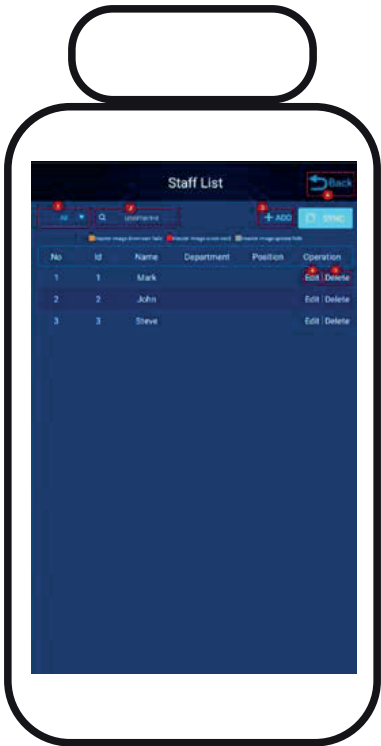 Staff List
Back
All
username
+ ADD
SYNC
No Id Name Department Position Operation
1 1 Mark Edit | Delete
2 2 John Edit | Delete
3 3 Steve Edit | Delete